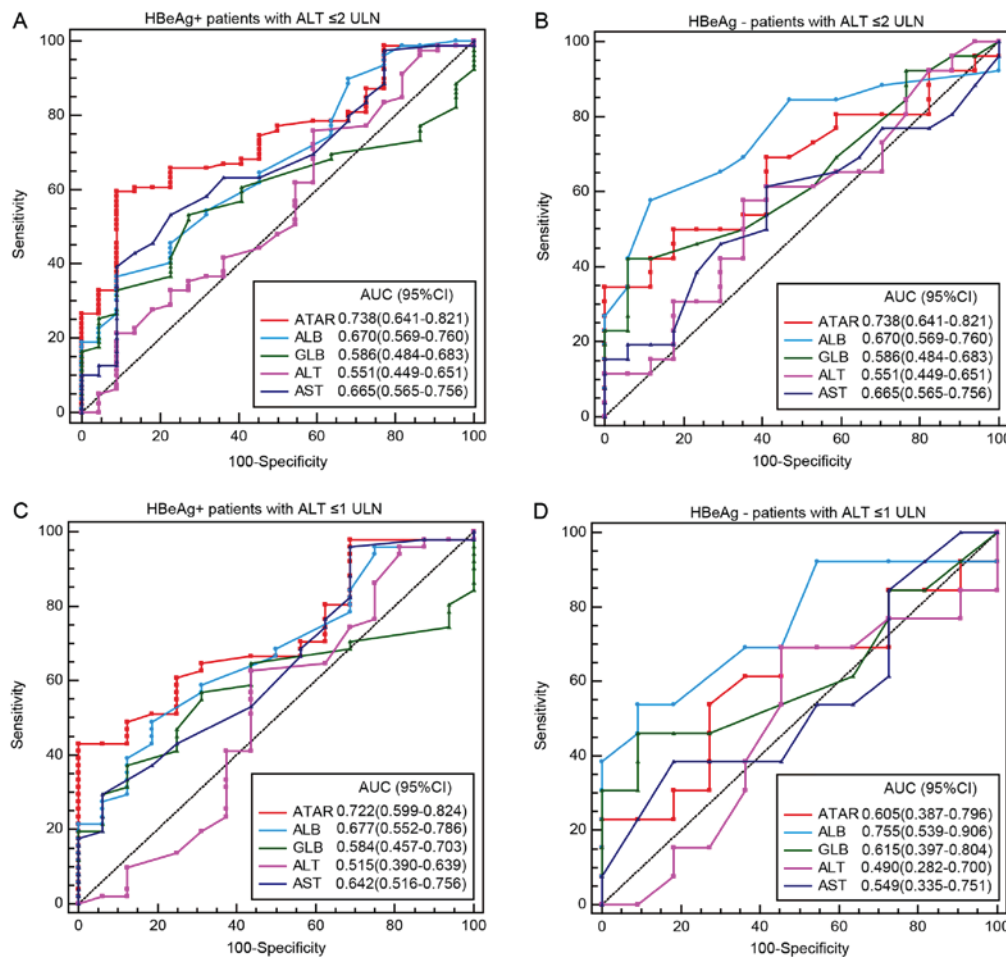 A
HBeAg+ patients with ALT ≤2 ULN
100
80
60
40
20
0
Sensitivity
AUC (95%CI)
ATAR 0.738(0.641-0.821)
ALB 0.670(0.569-0.760)
GLB 0.586(0.484-0.683)
ALT 0.551(0.449-0.651)
AST 0.665(0.565-0.756)
0 20 40 60 80 100
100-Specificity
B
HBeAg - patients with ALT ≤2 ULN
100
80
60
40
20
0
Sensitivity
AUC (95%CI)
ATAR 0.738(0.641-0.821)
ALB 0.670(0.569-0.760)
GLB 0.586(0.484-0.683)
ALT 0.551(0.449-0.651)
AST 0.665(0.565-0.756)
0 20 40 60 80 100
100-Specificity
C
HBeAg+ patients with ALT ≤1 ULN
100
80
60
40
20
0
Sensitivity
AUC (95%CI)
ATAR 0.722(0.599-0.824)
ALB 0.677(0.552-0.786)
GLB 0.584(0.457-0.703)
ALT 0.515(0.390-0.639)
AST 0.642(0.516-0.756)
0 20 40 60 80 100
100-Specificity
D
HBeAg - patients with ALT ≤1 ULN
100
80
60
40
20
0
Sensitivity
AUC (95%CI)
ATAR 0.605(0.387-0.796)
ALB 0.755(0.539-0.906)
GLB 0.615(0.397-0.804)
ALT 0.490(0.282-0.700)
AST 0.549(0.335-0.751)
0 20 40 60 80 100
100-Specificity